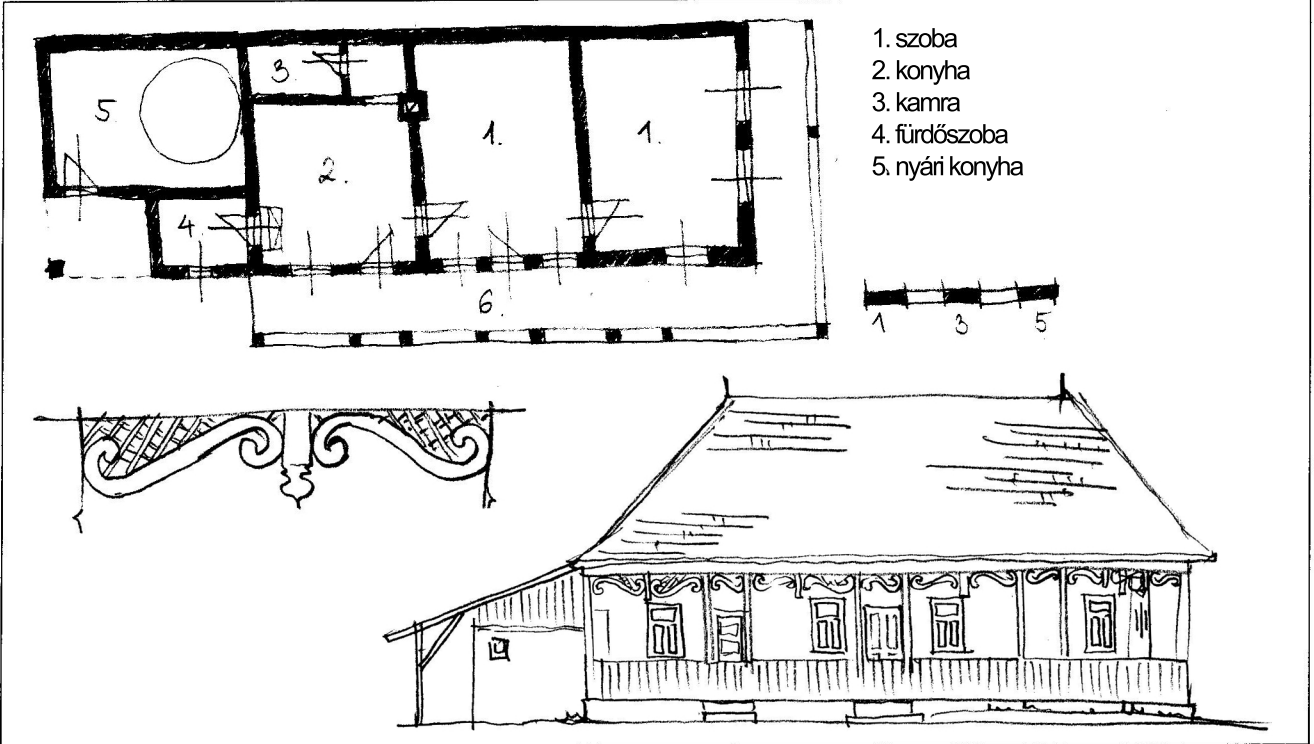 3.
5.
1.
1.
2.
4.
6.
1. szoba
2. konyha
3. kamra
4. fürdőszoba
5. nyári konyha
1 3 5